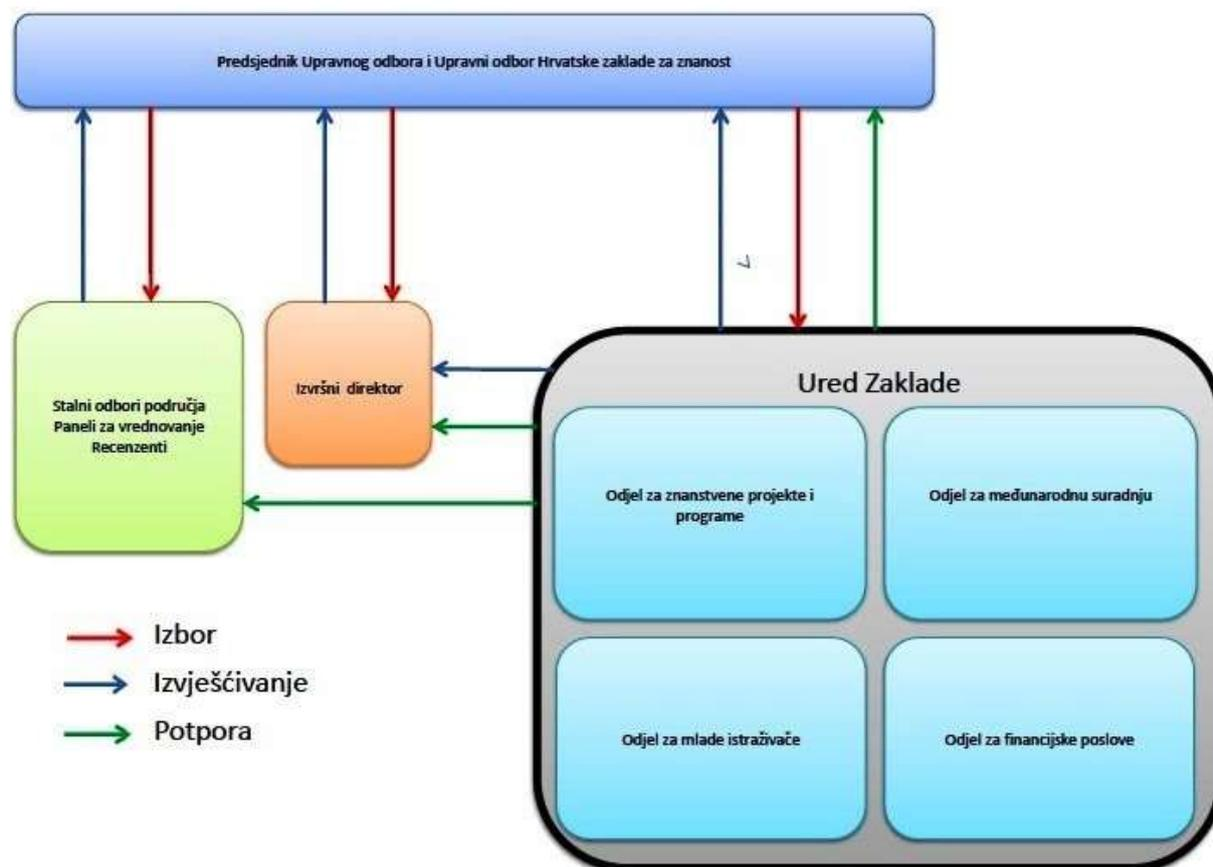 Predsjednik Upravnog odbora i Upravni odbor Hrvatske zaklade za znanost
Stalni odbori područja
Paneli za vrednovanje
Recenzenti
Izvršni direktor
Ured Zaklade
Odjel za znanstvene projekte i
programe
Odjel za međunarodnu suradnju
Odjel za mlade istraživače
Odjel za financijske poslove
Izbor
Izvješćivanje
Potpora